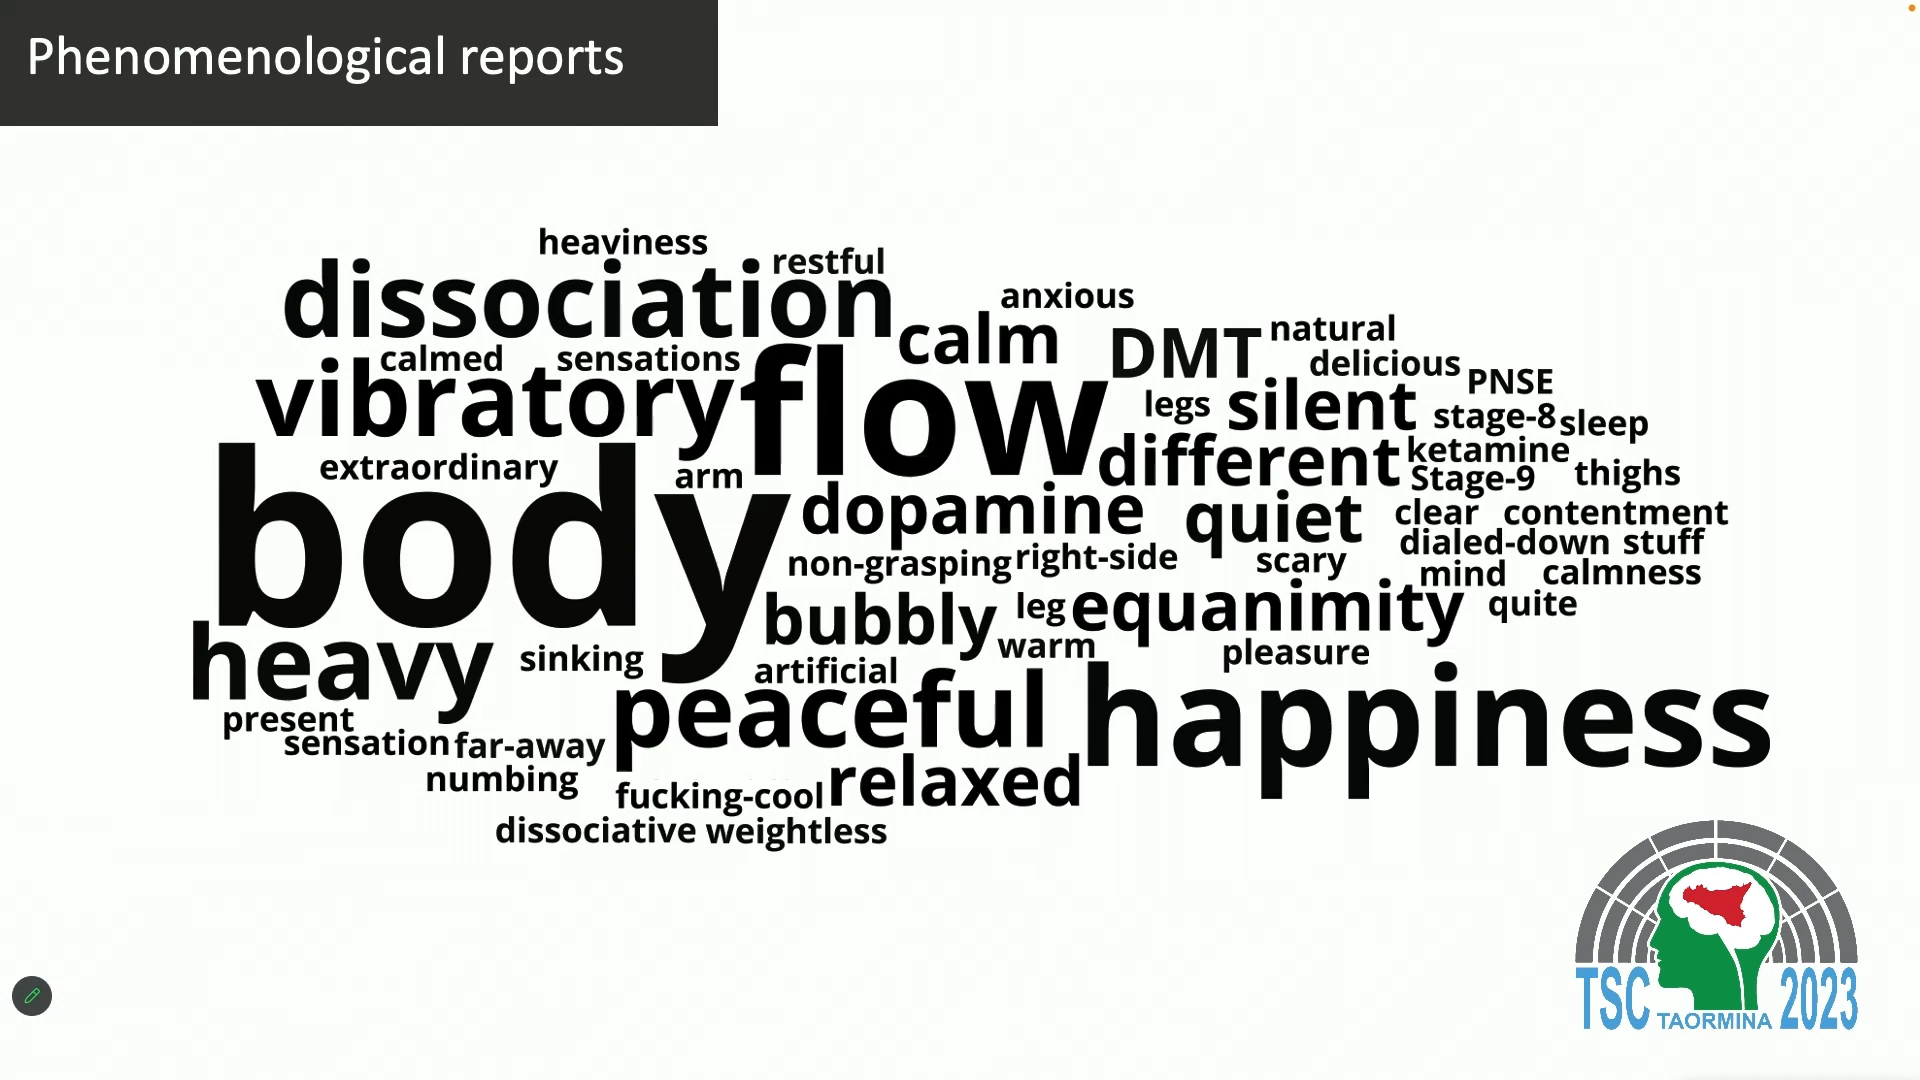 Phenomenological reports
heaviness
restful
dissociation
anxious
calm
DMT
natural
calmed
sensations
delicious
vibratory
flow
PNSE
legs
silent
stage-8
sleep
extraordinary
arm
different
ketamine
Stage-9
thighs
body
dopamine
quiet
clear
contentment
dialed-down
stuff
non-grasping
right-side
scary
mind
calmness
bubbly
leg
equanimity
quite
warm
heavy
sinking
pleasure
artificial
present
peaceful
happiness
sensation
far-away
numbing
fucking-cool
relaxed
dissociative
weightless
TSC
TAORMINA
2023